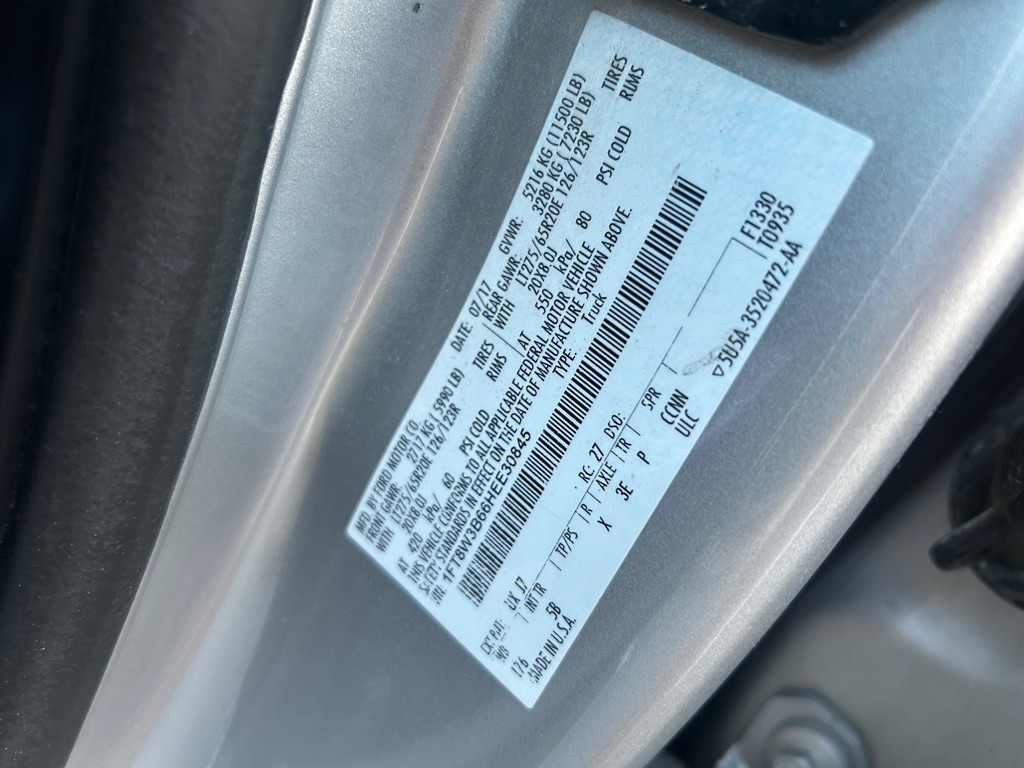 MFD. BY FORD MOTOR CO.
DATE: 07/17 GVWR: 5216 KG (11500 LB)
FRONT GAWR: 2717 KG (5990 LB) REAR GAWR: 3280 KG (7230 LB)
WITH LT275/65R20E 126/123R TIRES WITH LT275/65R20E 126/123R TIRES
20X8.0J RIMS 20X8.0J RIMS
AT 420 kPa/ 60 PSI COLD AT 550 kPa/ 80 PSI COLD
THIS VEHICLE CONFORMS TO ALL APPLICABLE FEDERAL MOTOR VEHICLE
SAFETY STANDARDS IN EFFECT ON THE DATE OF MANUFACTURE SHOWN ABOVE.
VIN: 1FT8W3B66HEE30845 TYPE: Truck
EXT PNT: UX J7 RC: 27 DSO:
WB INT TR TP/PS R AXLE TR SPR F1330
176 5B X 3E P CCNN T0935
MADE IN U.S.A. ULC
▽5U5A-3520472-AA